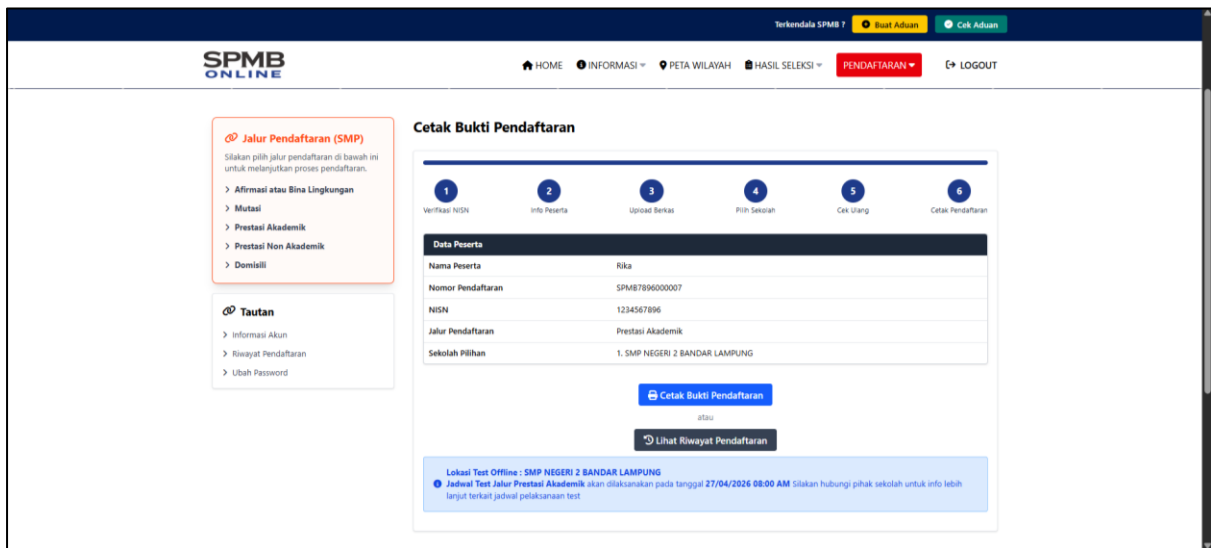 Terkendala SPMB ? Buat Aduan Cek Aduan
SPMB
ONLINE
HOME INFORMASI PETA WILAYAH HASIL SELEKSI PENDAFTARAN LOGOUT
Jalur Pendaftaran (SMP)
Silakan pilih jalur pendaftaran di bawah ini
untuk melanjutkan proses pendaftaran.
Afirmasi atau Bina Lingkungan
Mutasi
Prestasi Akademik
Prestasi Non Akademik
Domisili
Tautan
Informasi Akun
Riwayat Pendaftaran
Ubah Password
Cetak Bukti Pendaftaran
1 2 3 4 5 6
Verifikasi NISN Info Peserta Upload Berkas Pilih Sekolah Cek Ulang Cetak Pendaftaran
Data Peserta
Nama Peserta Rika
Nomor Pendaftaran SPMB7896000007
NISN 1234567896
Jalur Pendaftaran Prestasi Akademik
Sekolah Pilihan 1. SMP NEGERI 2 BANDAR LAMPUNG
Cetak Bukti Pendaftaran
atau
Lihat Riwayat Pendaftaran
Lokasi Test Offline : SMP NEGERI 2 BANDAR LAMPUNG
Jadwal Test Jalur Prestasi Akademik akan dilaksanakan pada tanggal 27/04/2026 08:00 AM Silakan hubungi pihak sekolah untuk info lebih
lanjut terkait jadwal pelaksanaan test